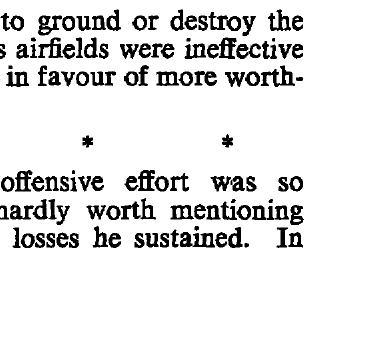 to ground or destroy the
airfields were ineffective
in favour of more worth-
* *
offensive effort was so
hardly worth mentioning
losses he sustained. In